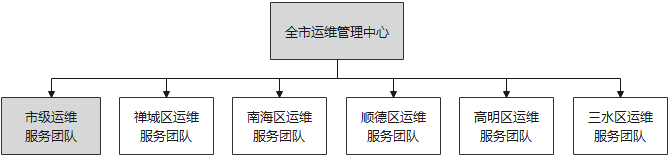 全市运维管理中心
市级运维
服务团队
禅城区运维
服务团队
南海区运维
服务团队
顺德区运维
服务团队
高明区运维
服务团队
三水区运维
服务团队